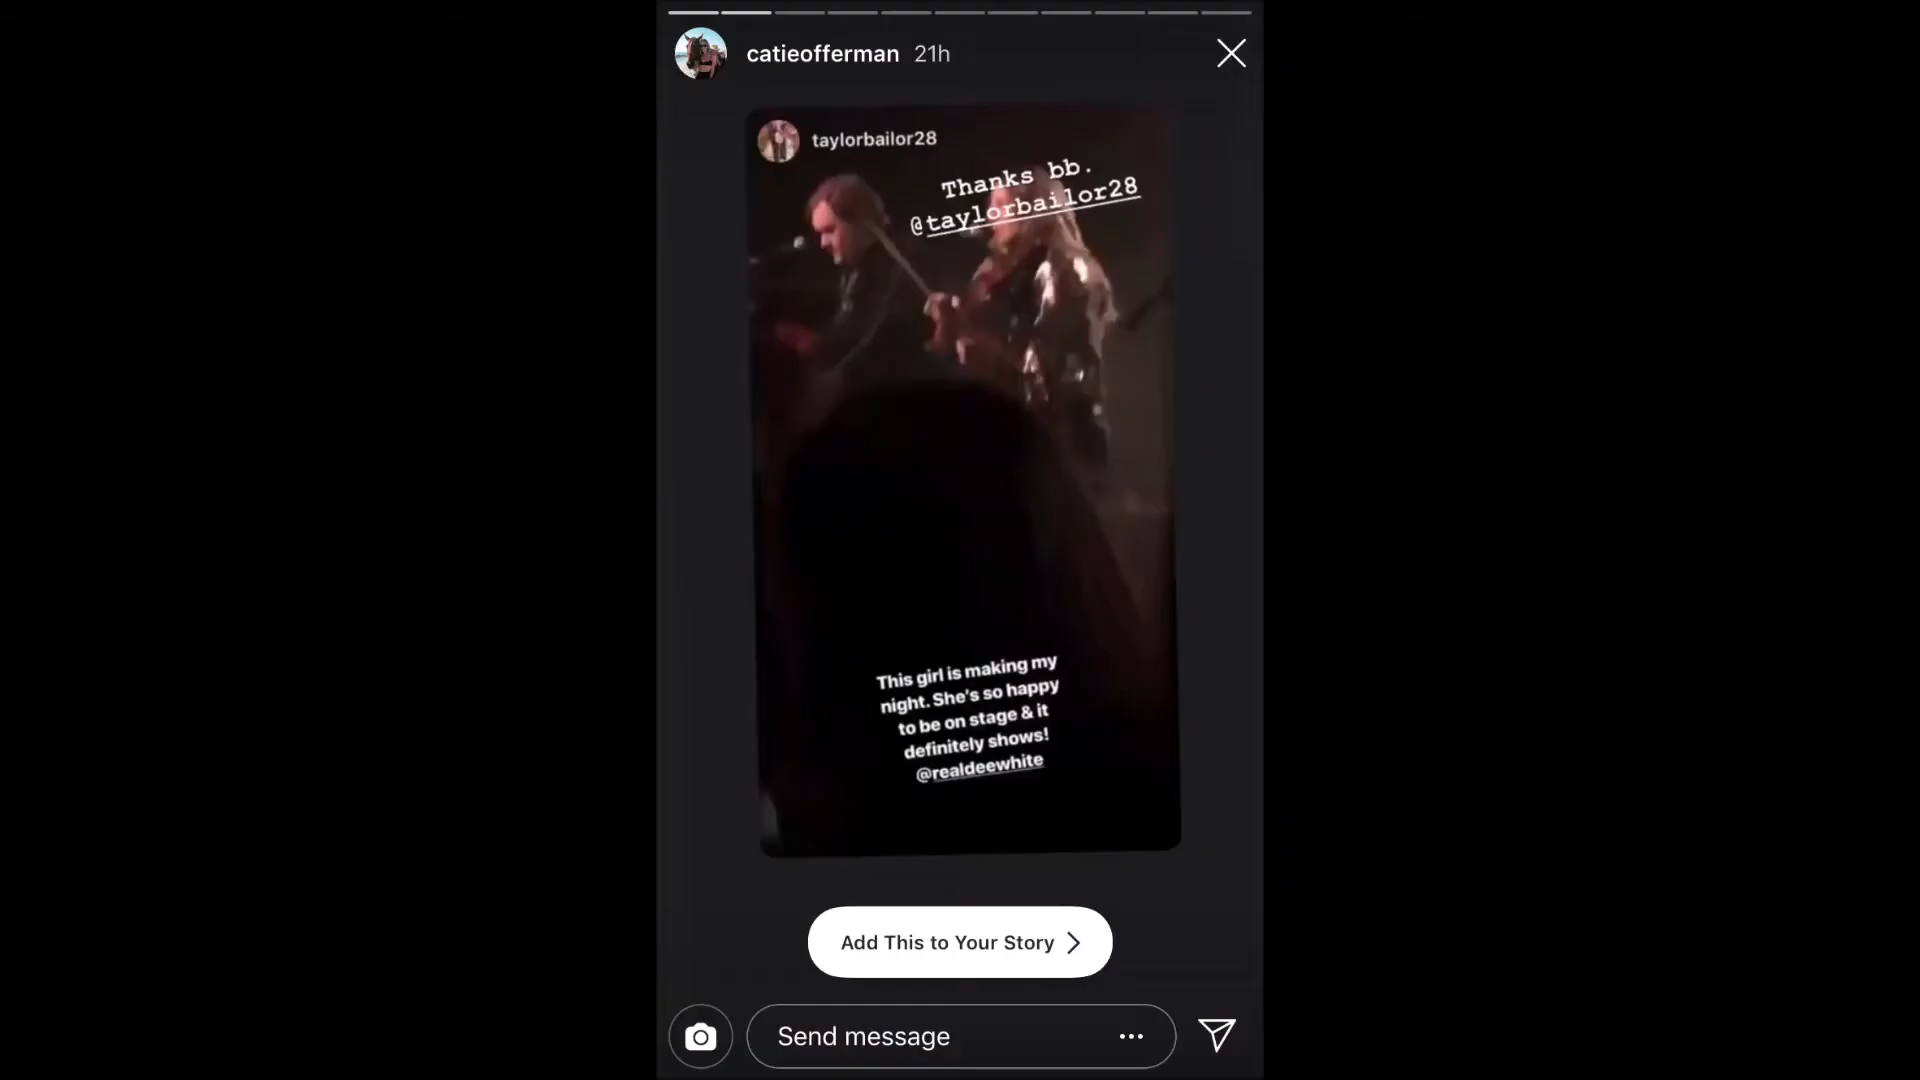 catieofferman 21h
taylorbailor28
Thanks bb.
@taylorbailor28
This girl is making my
night. She's so happy
to be on stage & it
definitely shows!
@realdeewhite
Add This to Your Story
Send message